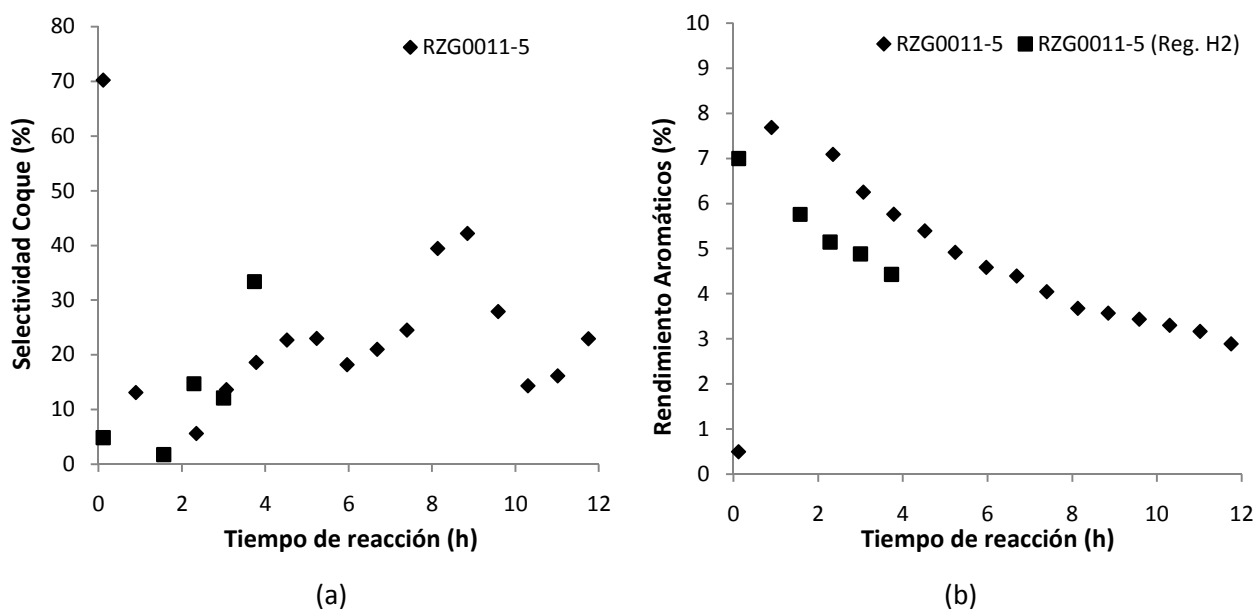 80
70
60
50
40
30
20
10
0
Selectividad Coque (%)
RZG0011-5
0 2 4 6 8 10 12
Tiempo de reacción (h)
(a)
10
9
8
7
6
5
4
3
2
1
0
Rendimiento Aromáticos (%)
RZG0011-5 RZG0011-5 (Reg. H2)
0 2 4 6 8 10 12
Tiempo de reacción (h)
(b)